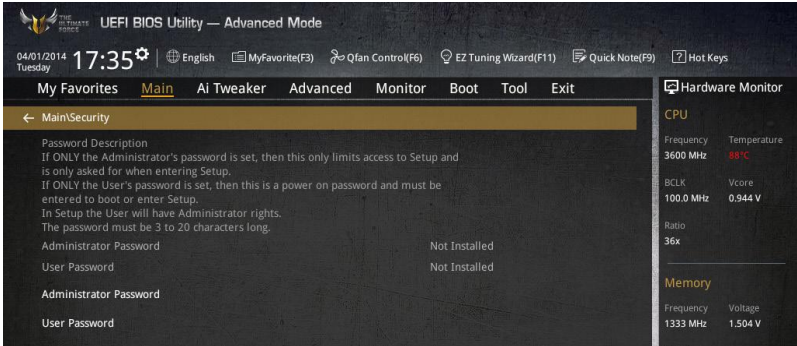 THE
ULTIMATE
FORCE
UEFI BIOS Utility — Advanced Mode
04/01/2014
Tuesday
17:35
English
MyFavorite(F3)
Qfan Control(F6)
EZ Tuning Wizard(F11)
Quick Note(F9)
? Hot Keys
My Favorites Main Ai Tweaker Advanced Monitor Boot Tool Exit
← Main\Security
Password Description
If ONLY the Administrator's password is set, then this only limits access to Setup and
is only asked for when entering Setup.
If ONLY the User's password is set, then this is a power on password and must be
entered to boot or enter Setup.
In Setup the User will have Administrator rights.
The password must be 3 to 20 characters long.
Administrator Password Not Installed
User Password Not Installed
Administrator Password
User Password
Hardware Monitor
CPU
Frequency Temperature
3600 MHz 88°C
BCLK Vcore
100.0 MHz 0.944 V
Ratio
36x
Memory
Frequency Voltage
1333 MHz 1.504 V